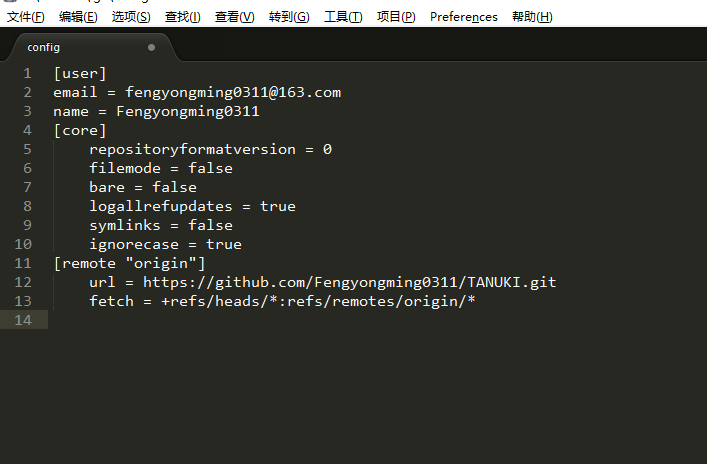 文件(F) 编辑(E) 选项(S) 查找(I) 查看(V) 转到(G) 工具(T) 项目(P) Preferences 帮助(H)
config
1 [user]
2 email = fengyongming0311@163.com
3 name = Fengyongming0311
4 [core]
5 repositoryformatversion = 0
6 filemode = false
7 bare = false
8 logallrefupdates = true
9 symlinks = false
10 ignorecase = true
11 [remote "origin"]
12 url = https://github.com/Fengyongming0311/TANUKI.git
13 fetch = +refs/heads/*:refs/remotes/origin/*
14